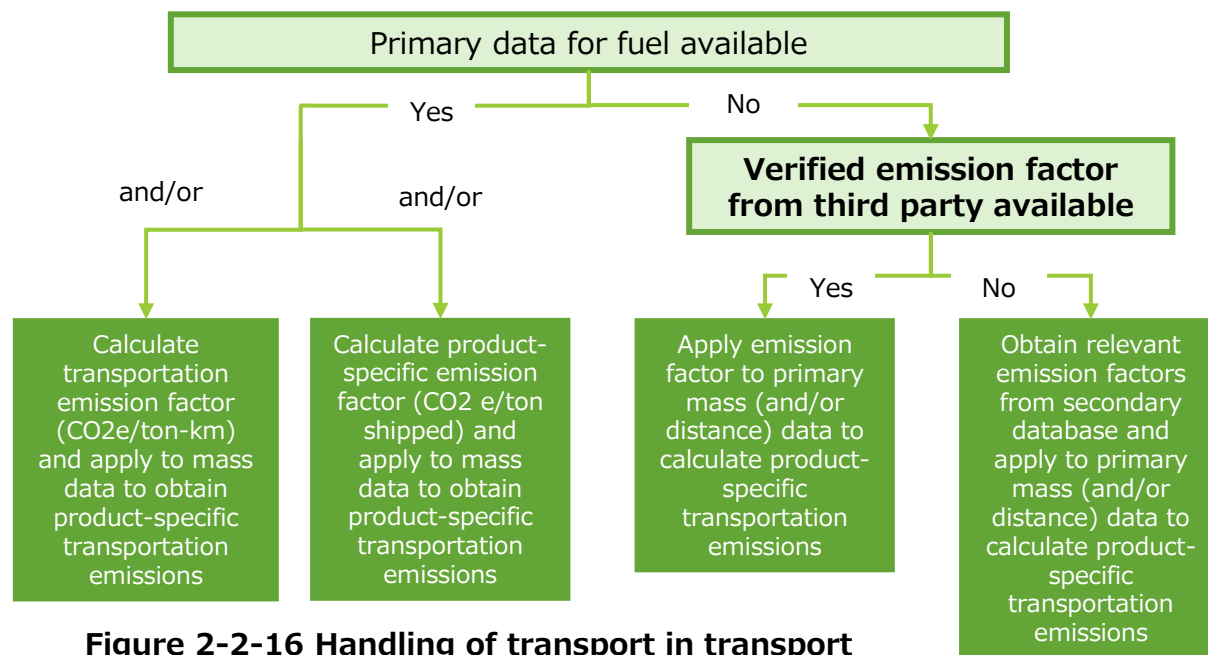 Primary data for fuel available
Yes
No
Verified emission factor
from third party available
and/or
and/or
Yes
No
Calculate
transportation
emission factor
(CO2e/ton-km)
and apply to mass
data to obtain
product-specific
transportation
emissions
Calculate product-
specific emission
factor (CO2 e/ton
shipped) and
apply to mass
data to obtain
product-specific
transportation
emissions
Apply emission
factor to primary
mass (and/or
distance) data to
calculate product-
specific
transportation
emissions
Obtain relevant
emission factors
from secondary
database and
apply to primary
mass (and/or
distance) data to
calculate product-
specific
transportation
emissions
Figure 2-2-16 Handling of transport in transport